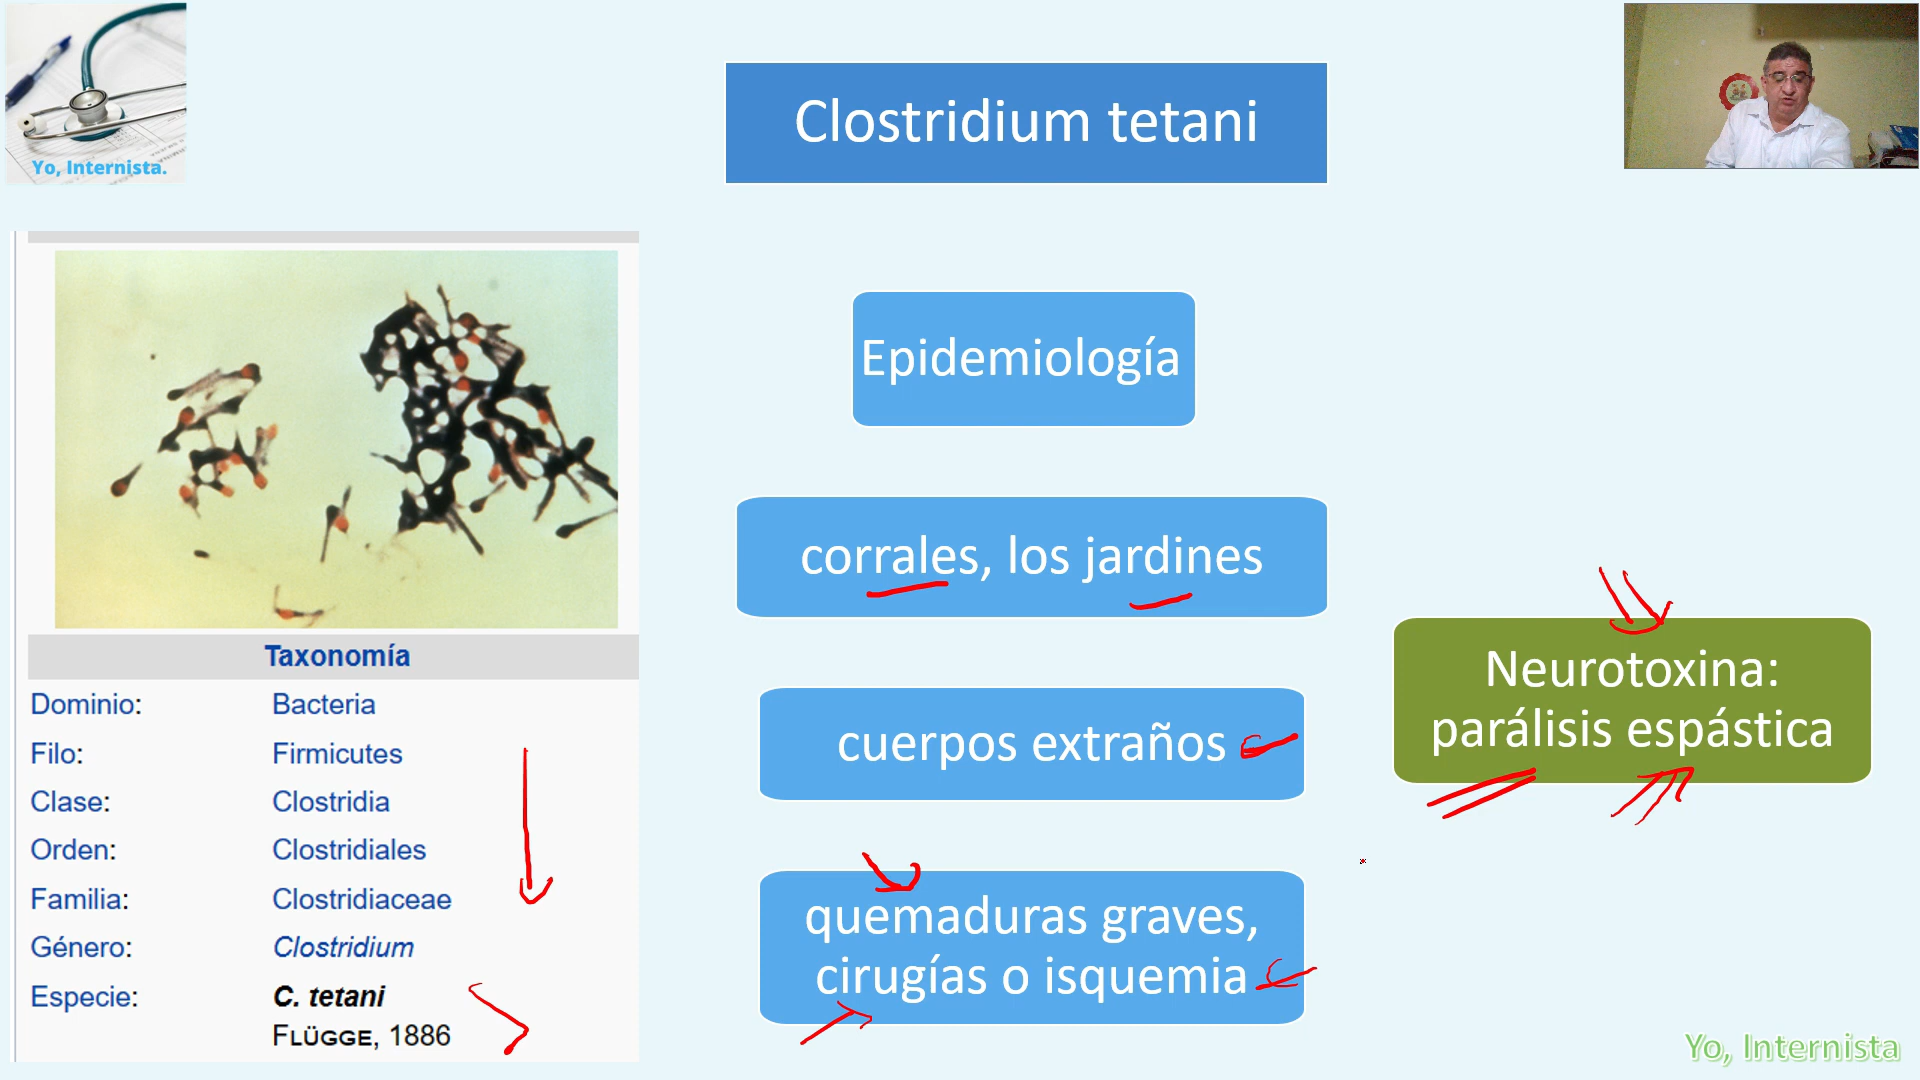 Yo, Internista.
Clostridium tetani
Taxonomía
Dominio: Bacteria
Filo: Firmicutes
Clase: Clostridia
Orden: Clostridiales
Familia: Clostridiaceae
Género: Clostridium
Especie: C. tetani
FLÜGGE, 1886
Epidemiología
corrales, los jardines
cuerpos extraños
quemaduras graves,
cirugías o isquemia
Neurotoxina:
parálisis espástica
Yo, Internista